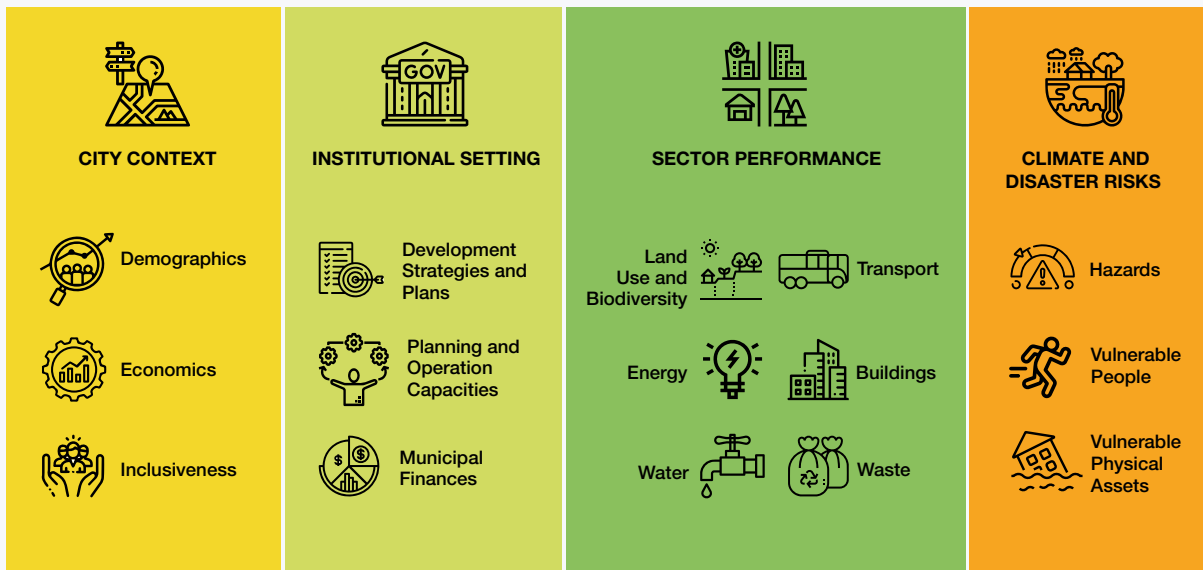 GOV
CITY CONTEXT
Demographics
Economics
Inclusiveness
INSTITUTIONAL SETTING
Development
Strategies and
Plans
Planning and
Operation
Capacities
$
$
Municipal
Finances
SECTOR PERFORMANCE
Land
Use and
Biodiversity
Transport
Energy
Buildings
Water
Waste
CLIMATE AND
DISASTER RISKS
Hazards
Vulnerable
People
Vulnerable
Physical
Assets